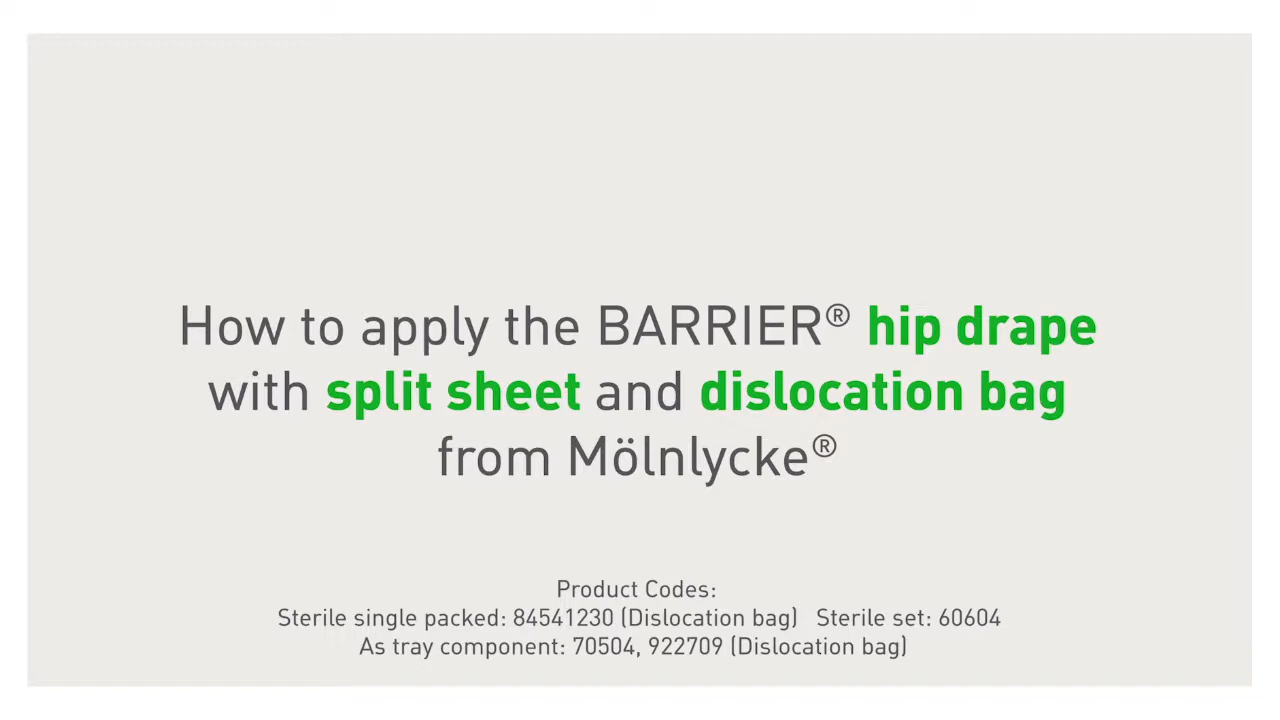 How to apply the BARRIER® hip drape
with split sheet and dislocation bag
from Mölnlycke®
Product Codes:
Sterile single packed: 84541230 (Dislocation bag)   Sterile set: 60604
As tray component: 70504, 922709 (Dislocation bag)